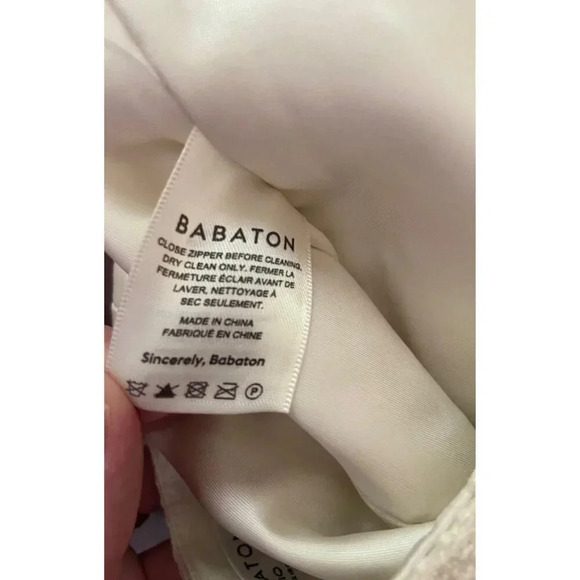 BABATON
CLOSE ZIPPER BEFORE CLEANING.
DRY CLEAN ONLY. FERMER LA
FERMETURE ÉCLAIR AVANT DE
LAVER, NETTOYAGE À
SEC SEULEMENT.
MADE IN CHINA
FABRIQUÉ EN CHINE
Sincerely, Babaton
P
BATON